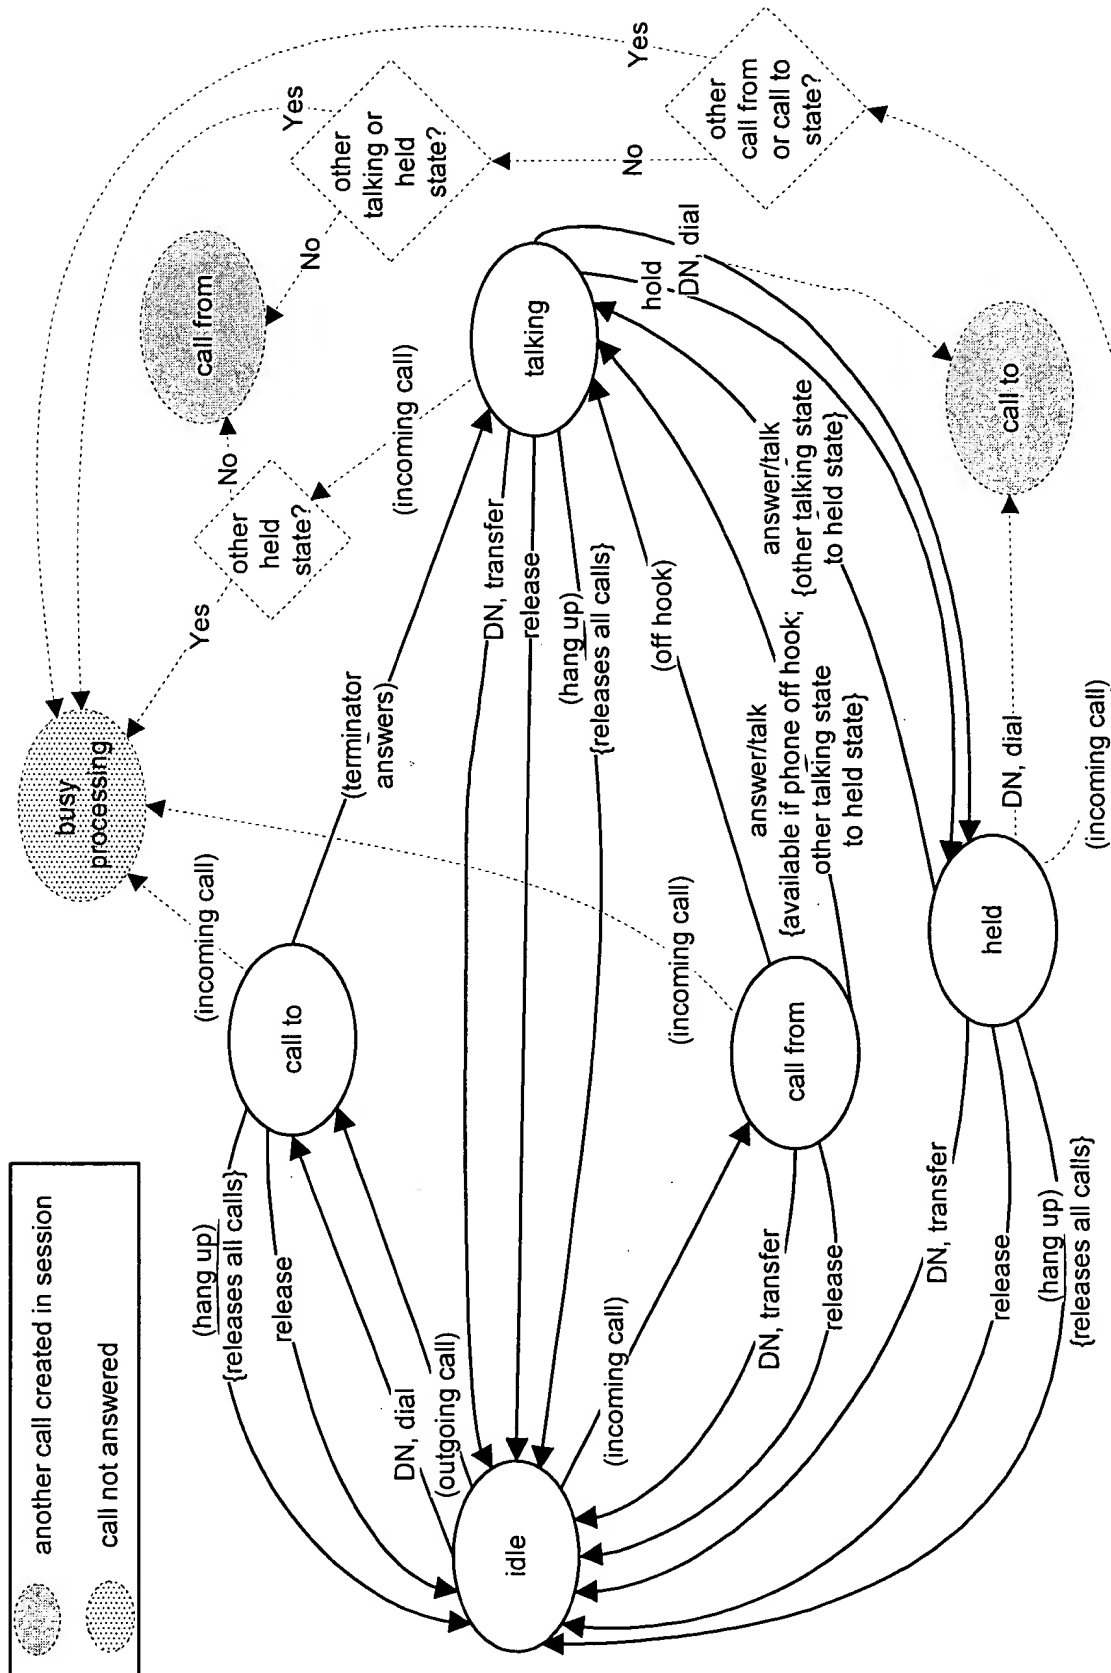 another call created in session
call not answered
busy
processing
Yes
other
held
state?
No
call from
No
other
talking or
held
state?
Yes
No
other
call from
or call to
state?
Yes
(incoming call)
(incoming call)
call to
(hang up)
{releases all calls}
release
DN, dial
(outgoing call)
(terminator
answers)
talking
DN, transfer
release
(hang up)
{releases all calls}
idle
(incoming call)
(incoming call)
(off hook)
hold
DN, dial
call from
DN, transfer
release
answer/talk
{available if phone off hook;
other talking state
to held state}
answer/talk
{other talking state
to held state}
call to
held
DN, dial
(incoming call)
DN, transfer
release
(hang up)
{releases all calls}